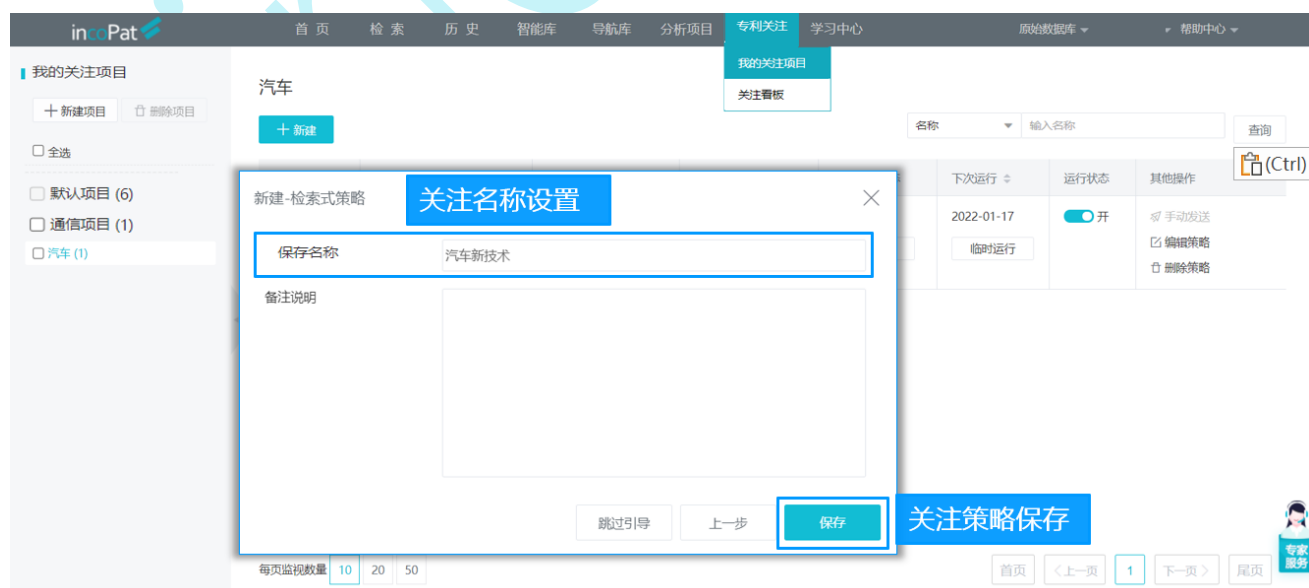 incoPat 首页 检索 历史 智能库 导航库 分析项目 专利关注 学习中心 原始数据库 帮助中心
我的关注项目
关注看板
我的关注项目
新建项目 删除项目
全选
默认项目 (6)
通信项目 (1)
汽车 (1)
汽车
新建
名称 输入名称 查询
(Ctrl)
下次运行 运行状态 其他操作
2022-01-17 开 手动发送
临时运行 编辑策略
删除策略
新建-检索式策略 关注名称设置
保存名称 汽车新技术
备注说明
跳过引导 上一步 保存 关注策略保存
每页监视数量 10 20 50
首页 〈上一页 1 下一页〉 尾页
专家
服务